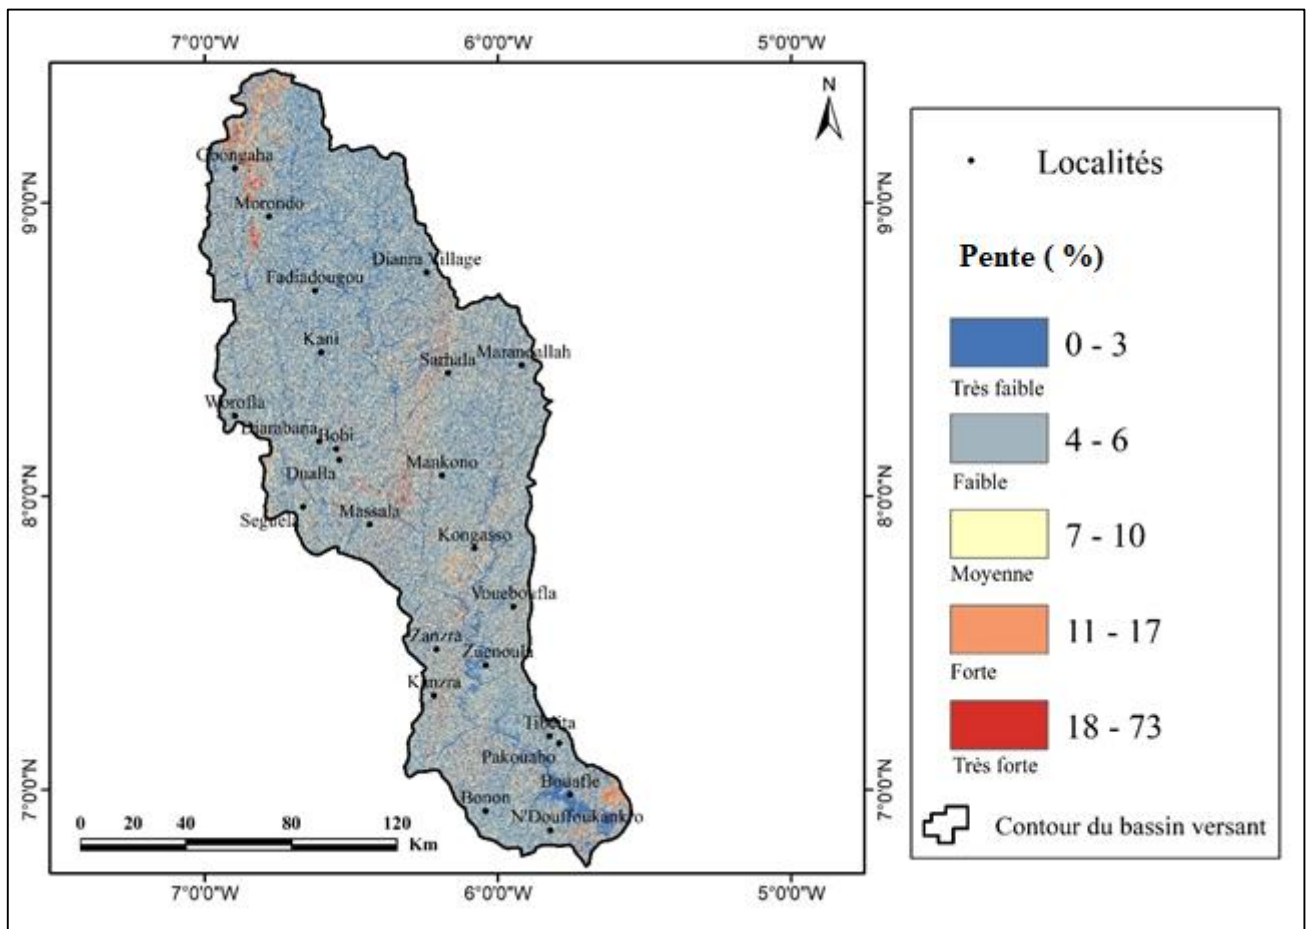 7°0'0"W 6°0'0"W 5°0'0"W
N
Gbongaha
9°0'0"N 9°0'0"N
Morondo
Dianra Village
Fadiadougou
Kani
Sarhala Marandallah
Worofla
Diarabana Bobi
Dualla Mankono
8°0'0"N 8°0'0"N
Seguela Massala
Kongasso
Voueboufla
Zanzra
Zuenoula
Kanzra
Tibeita
Pakouabo
Bouafle
7°0'0"N 7°0'0"N
Bonon
N'Douffoukankro
0 20 40 80 120
Km
7°0'0"W 6°0'0"W 5°0'0"W
Localités
Pente ( %)
0 - 3
Très faible
4 - 6
Faible
7 - 10
Moyenne
11 - 17
Forte
18 - 73
Très forte
Contour du bassin versant